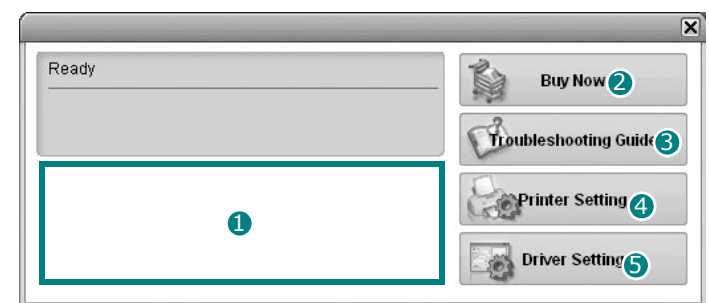 Ready
Buy Now 2
Troubleshooting Guide 3
1
Printer Setting 4
Driver Setting 5